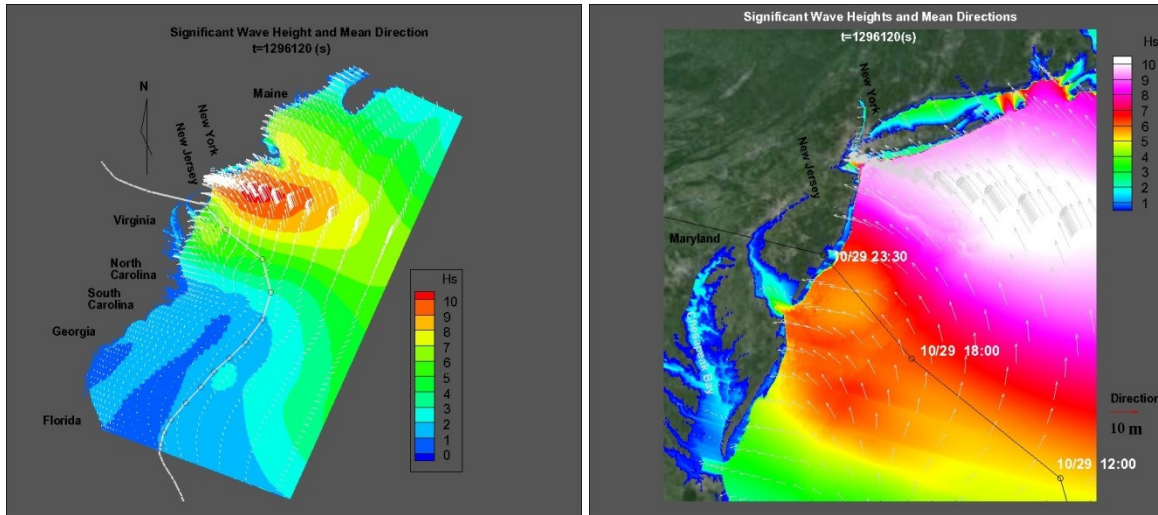 Significant Wave Height and Mean Direction
t=1296120 (s)
N
Maine
New York
New Jersey
Virginia
North
Carolina
South
Carolina
Georgia
Florida
Hs
10
9
8
7
6
5
4
3
2
1
0
Significant Wave Heights and Mean Directions
t=1296120(s)
New York
New Jersey
Maryland
Chesapeake Bay
10/29 23:30
10/29 18:00
10/29 12:00
Hs
10
9
8
7
6
5
4
3
2
1
Direction
10 m